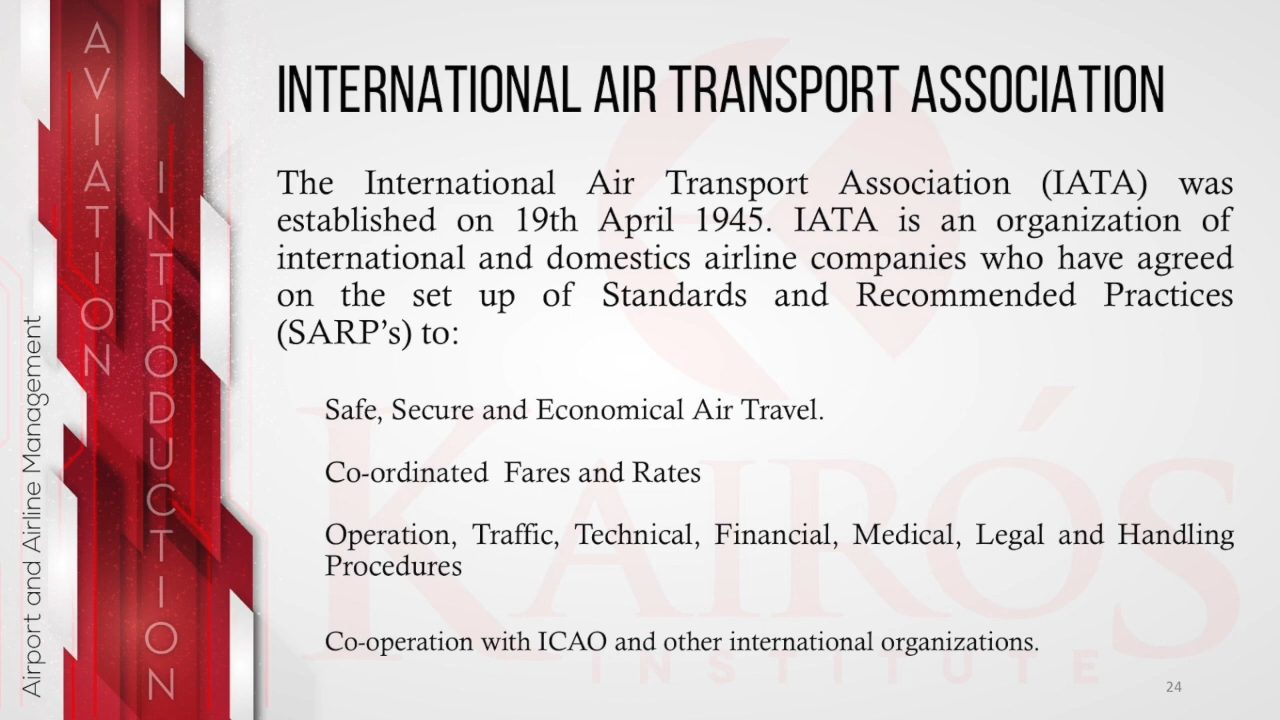 AVIATION
INTRODUCTION
Airport and Airline Management
INTERNATIONAL AIR TRANSPORT ASSOCIATION
The International Air Transport Association (IATA) was
established on 19th April 1945. IATA is an organization of
international and domestics airline companies who have agreed
on the set up of Standards and Recommended Practices
(SARP’s) to:
Safe, Secure and Economical Air Travel.
Co-ordinated  Fares and Rates
Operation, Traffic, Technical, Financial, Medical, Legal and Handling
Procedures
Co-operation with ICAO and other international organizations.
KAIRÓS
INSTITUTE
24